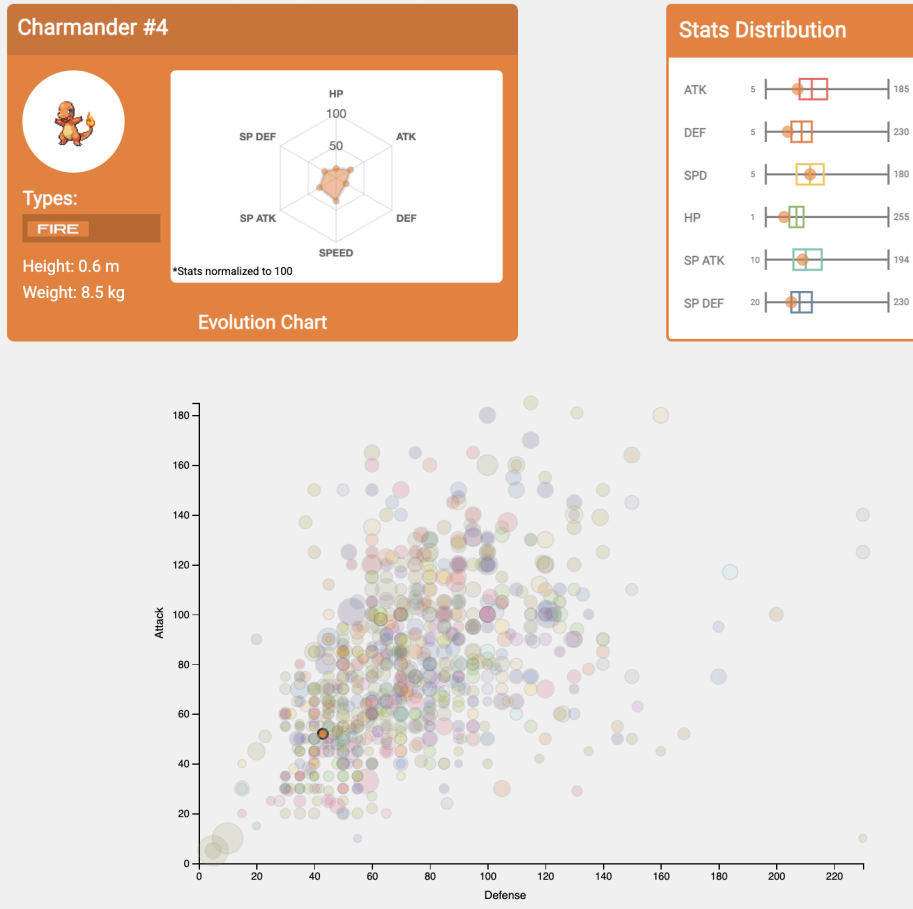 Charmander #4
Types:
FIRE
Height: 0.6 m
Weight: 8.5 kg
HP
100
50
ATK
DEF
SPEED
SP ATK
SP DEF
*Stats normalized to 100
Evolution Chart
Stats Distribution
ATK 5 185
DEF 5 230
SPD 5 180
HP 1 255
SP ATK 10 194
SP DEF 20 230
Attack
180
160
140
120
100
80
60
40
20
0
0 20 40 60 80 100 120 140 160 180 200 220
Defense